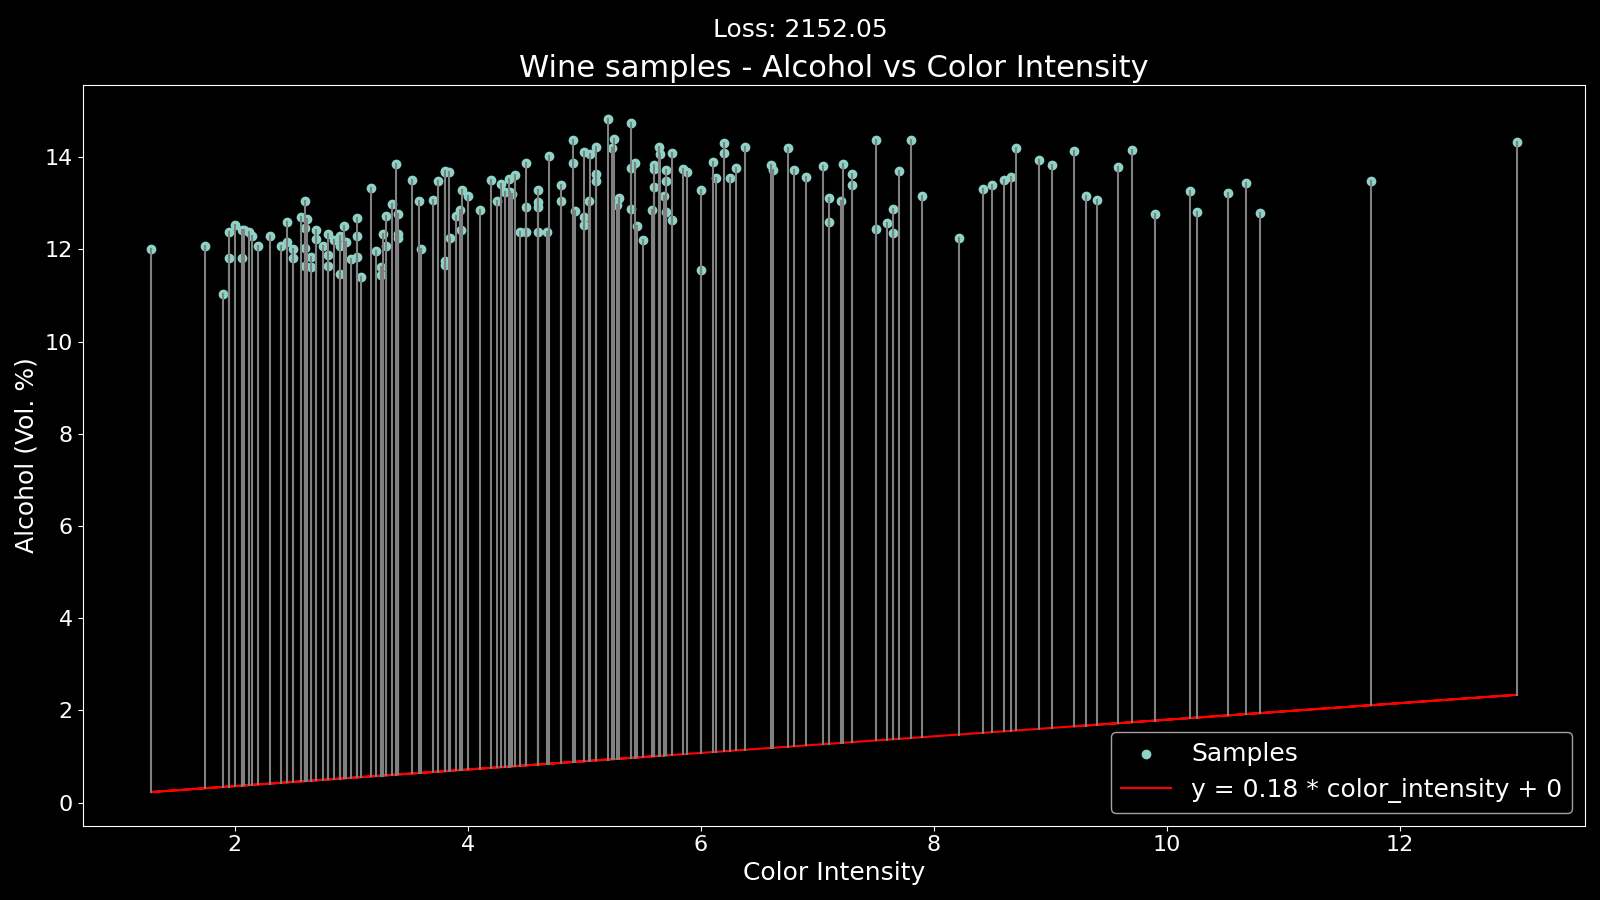 Loss: 2152.05
Wine samples - Alcohol vs Color Intensity
Alcohol (Vol. %)
14
12
10
8
6
4
2
0
Samples
y = 0.18 * color_intensity + 0
2 4 6 8 10 12
Color Intensity